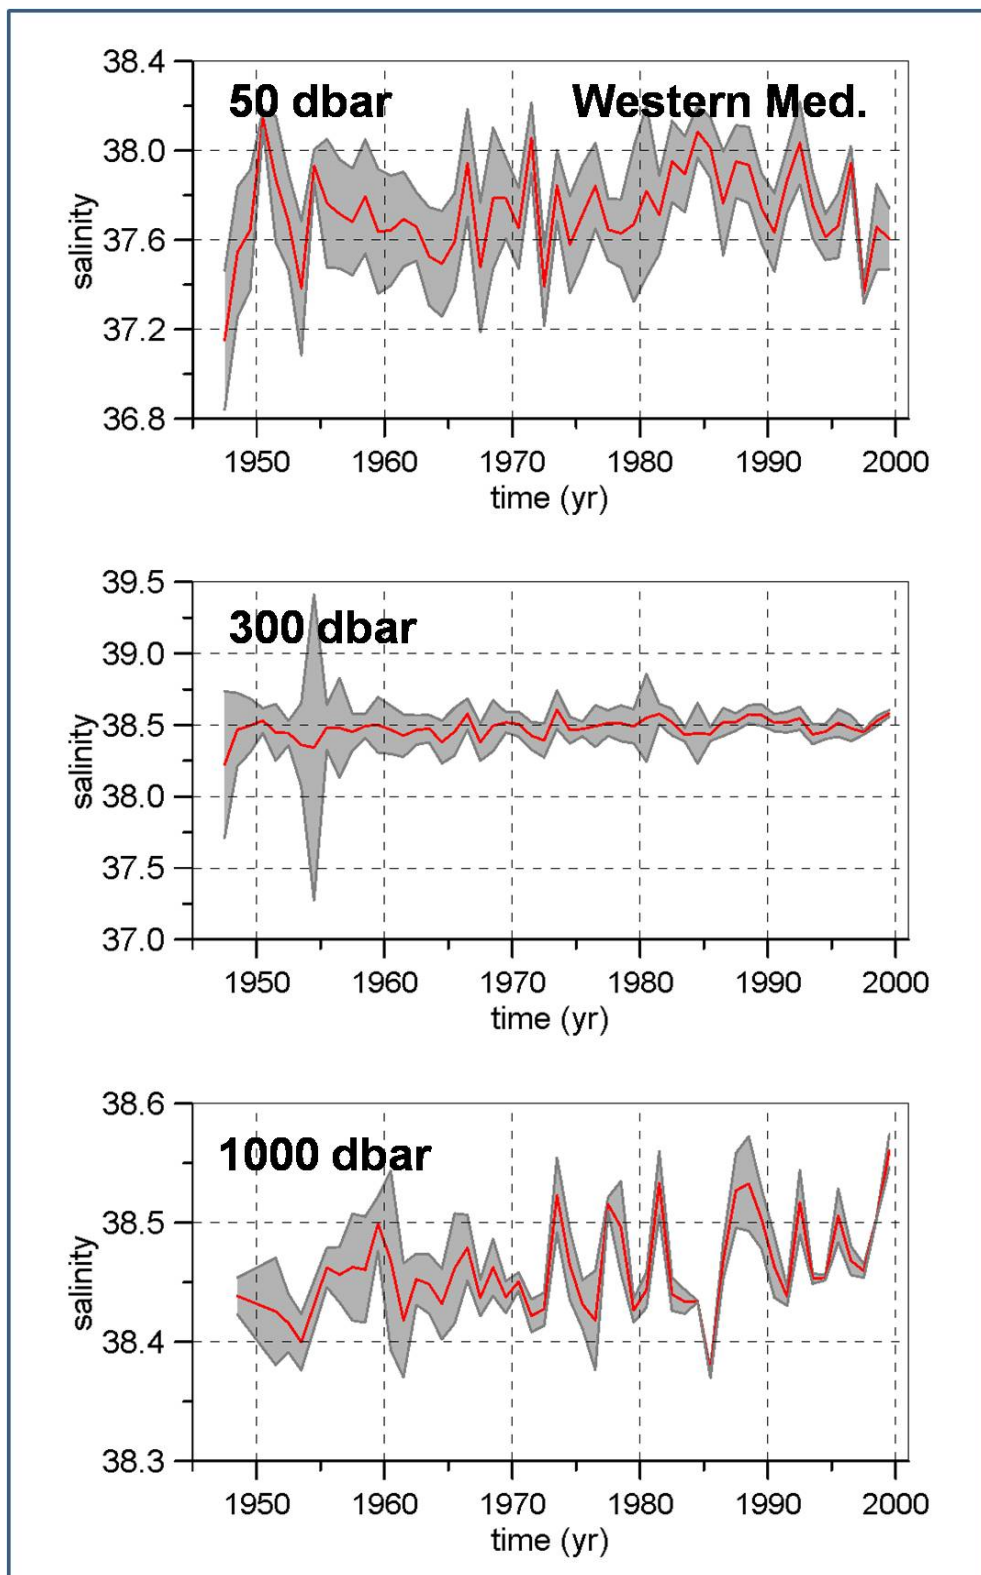 38.4
50 dbar Western Med.
38.0
37.6
37.2
36.8
salinity
1950 1960 1970 1980 1990 2000
time (yr)
39.5
300 dbar
39.0
38.5
38.0
37.5
37.0
salinity
1950 1960 1970 1980 1990 2000
time (yr)
38.6
1000 dbar
38.5
38.4
38.3
salinity
1950 1960 1970 1980 1990 2000
time (yr)